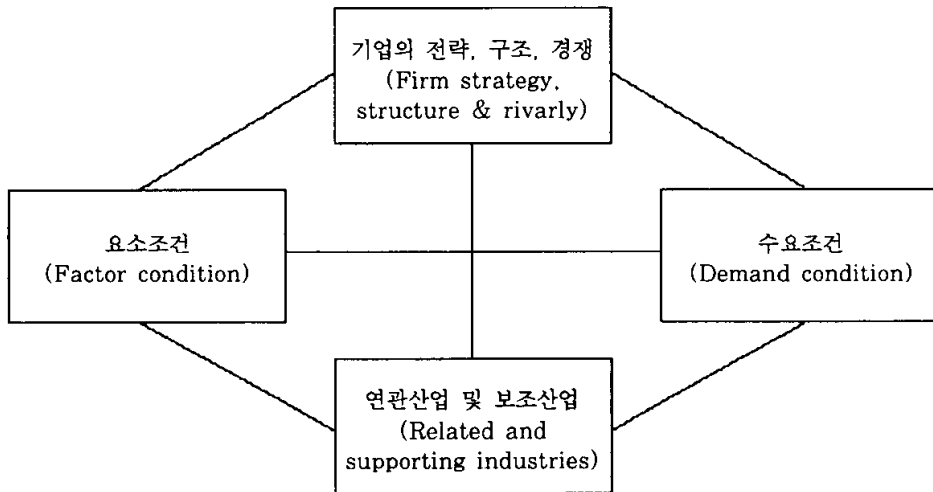 기업의 전략, 구조, 경쟁
(Firm strategy,
structure & rivarly)
요소조건
(Factor condition)
수요조건
(Demand condition)
연관산업 및 보조산업
(Related and
supporting industries)